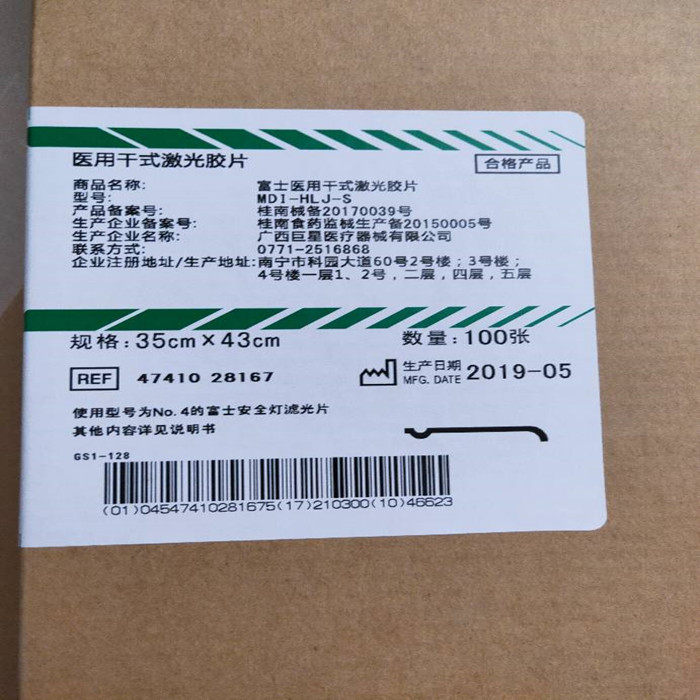 医用干式激光胶片
合格产品
商品名称: 富士医用干式激光胶片
型号: MDI-HLJ-S
产品备案号: 桂南械备20170039号
生产企业备案号: 桂南食药监械生产备20150005号
生产企业名称: 广西巨星医疗器械有限公司
联系方式: 0771-2516868
企业注册地址/生产地址:南宁市科园大道60号2号楼；3号楼；
4号楼一层1、2号，二层，四层，五层
规格:35cm×43cm
数量:100张
REF 47410 28167
生产日期
MFG. DATE 2019-05
使用型号为No.4的富士安全灯滤光片
其他内容详见说明书
GS1-128
(01)04547410281675(17)210300(10)46623